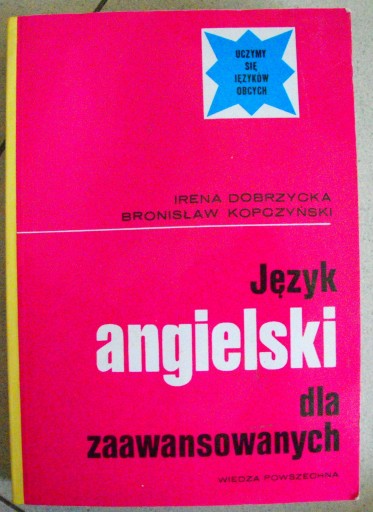 UCZYMY
SIĘ
JĘZYKÓW
OBCYCH
IRENA DOBRZYCKA
BRONISŁAW KOPCZYŃSKI
Język
angielski
dla
zaawansowanych
WIEDZA POWSZECHNA